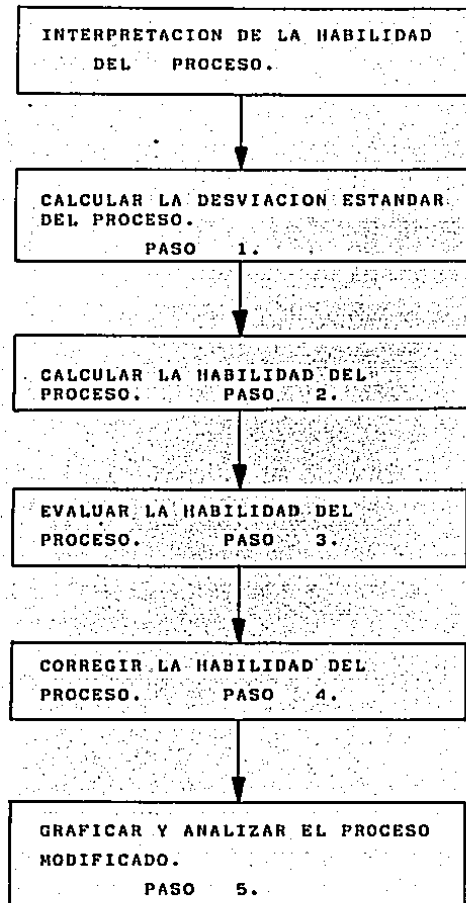 INTERPRETACION DE LA HABILIDAD
DEL PROCESO.
CALCULAR LA DESVIACION ESTANDAR
DEL PROCESO.
PASO 1.
CALCULAR LA HABILIDAD DEL
PROCESO. PASO 2.
EVALUAR LA HABILIDAD DEL
PROCESO. PASO 3.
CORREGIR LA HABILIDAD DEL
PROCESO. PASO 4.
GRAFICAR Y ANALIZAR EL PROCESO
MODIFICADO.
PASO 5.